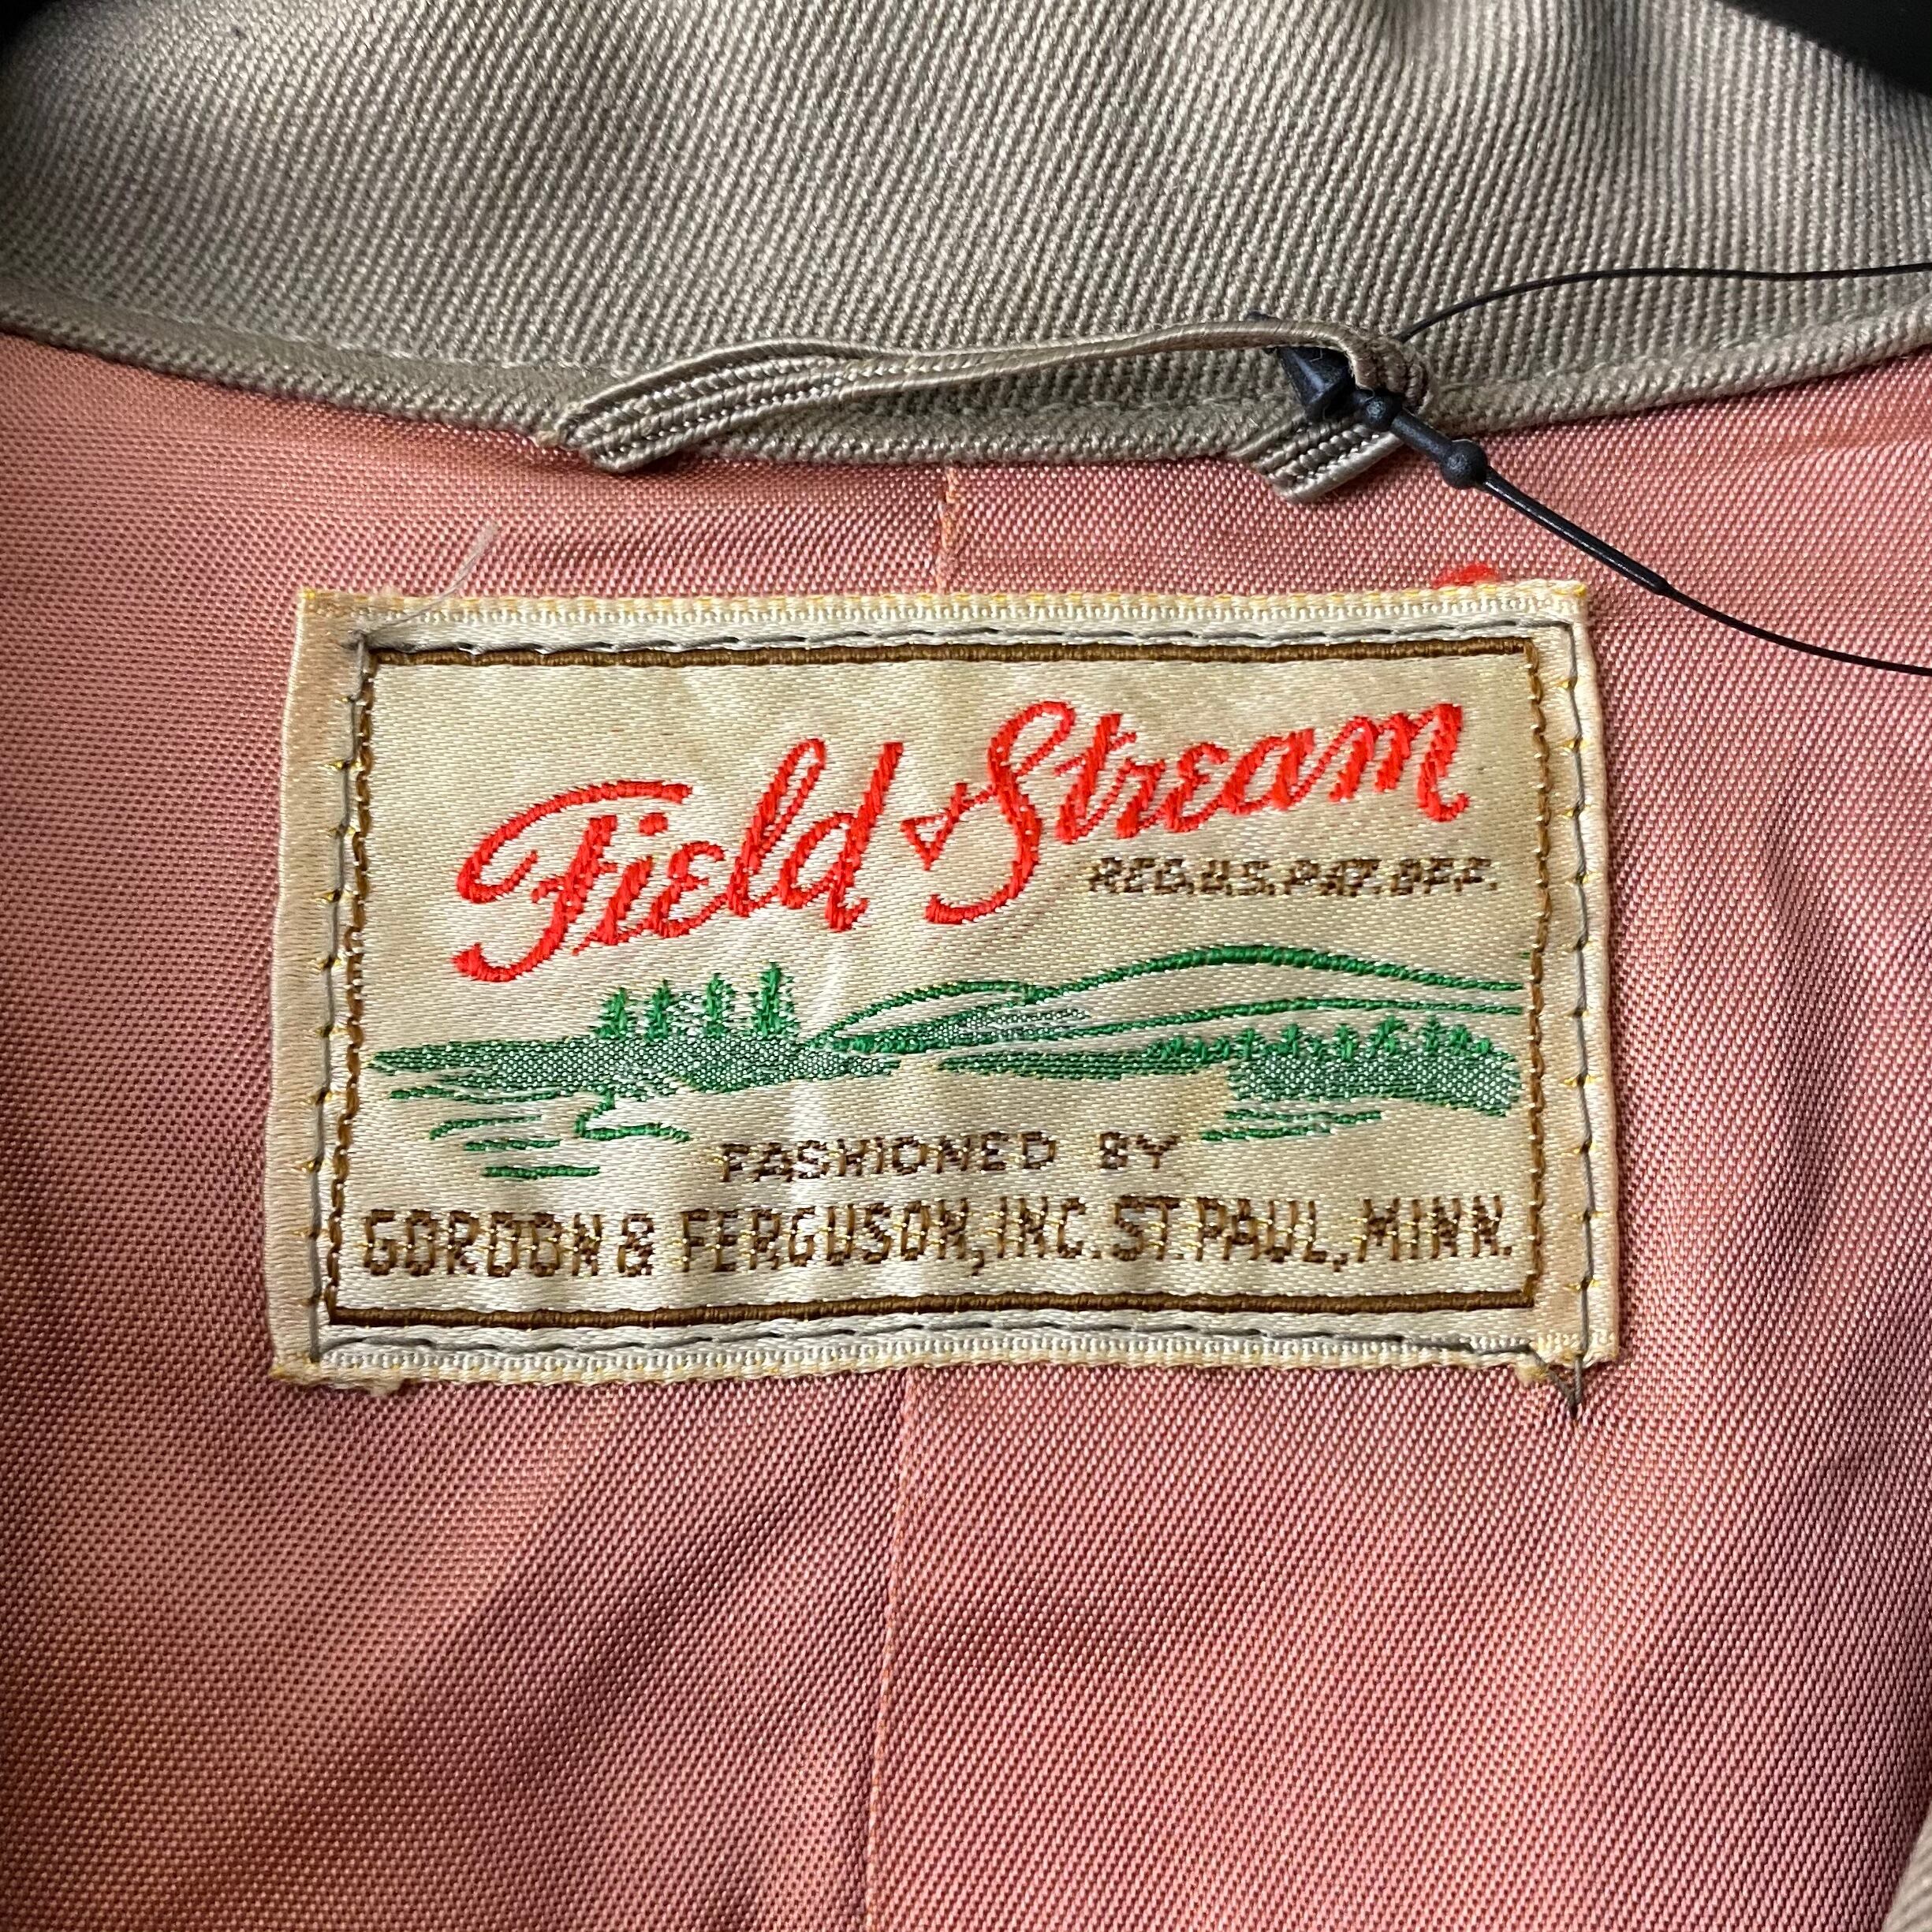 Field & Stream
REG.U.S.PAT.OFF.
FASHIONED BY
GORDON & FERGUSON, INC. ST. PAUL, MINN.